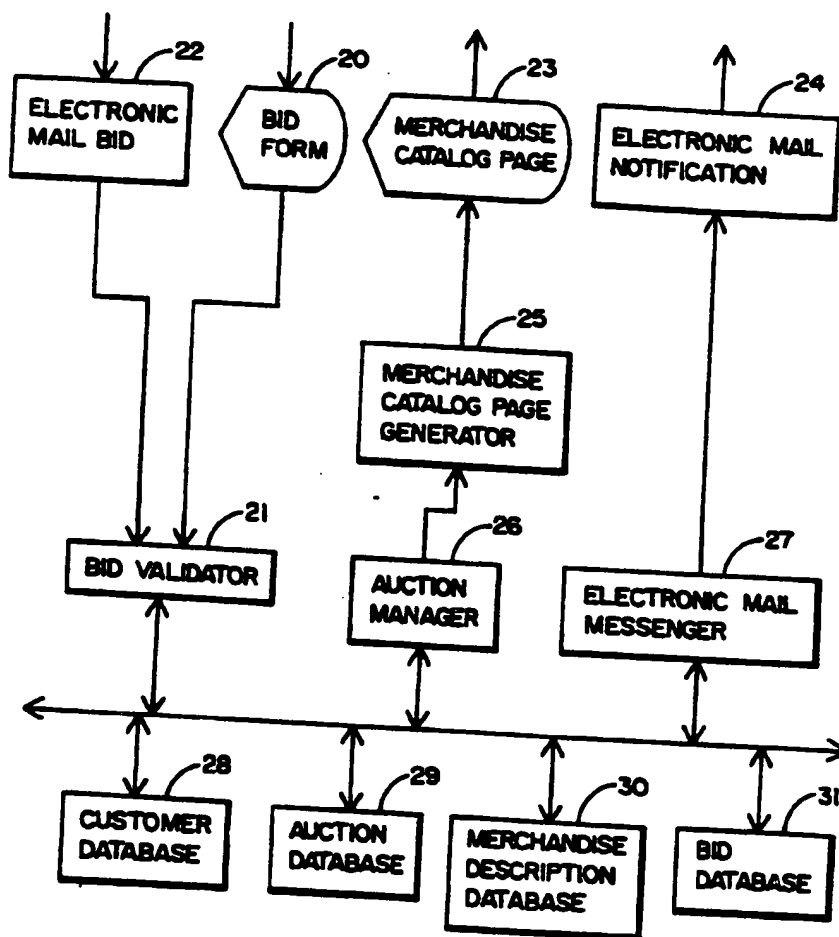 22
20
23
24
ELECTRONIC
MAIL BID
BID
FORM
MERCHANDISE
CATALOG PAGE
ELECTRONIC MAIL
NOTIFICATION
25
MERCHANDISE
CATALOG PAGE
GENERATOR
21
26
27
BID VALIDATOR
AUCTION
MANAGER
ELECTRONIC MAIL
MESSENGER
28
29
30
31
CUSTOMER
DATABASE
AUCTION
DATABASE
MERCHANDISE
DESCRIPTION
DATABASE
BID
DATABASE